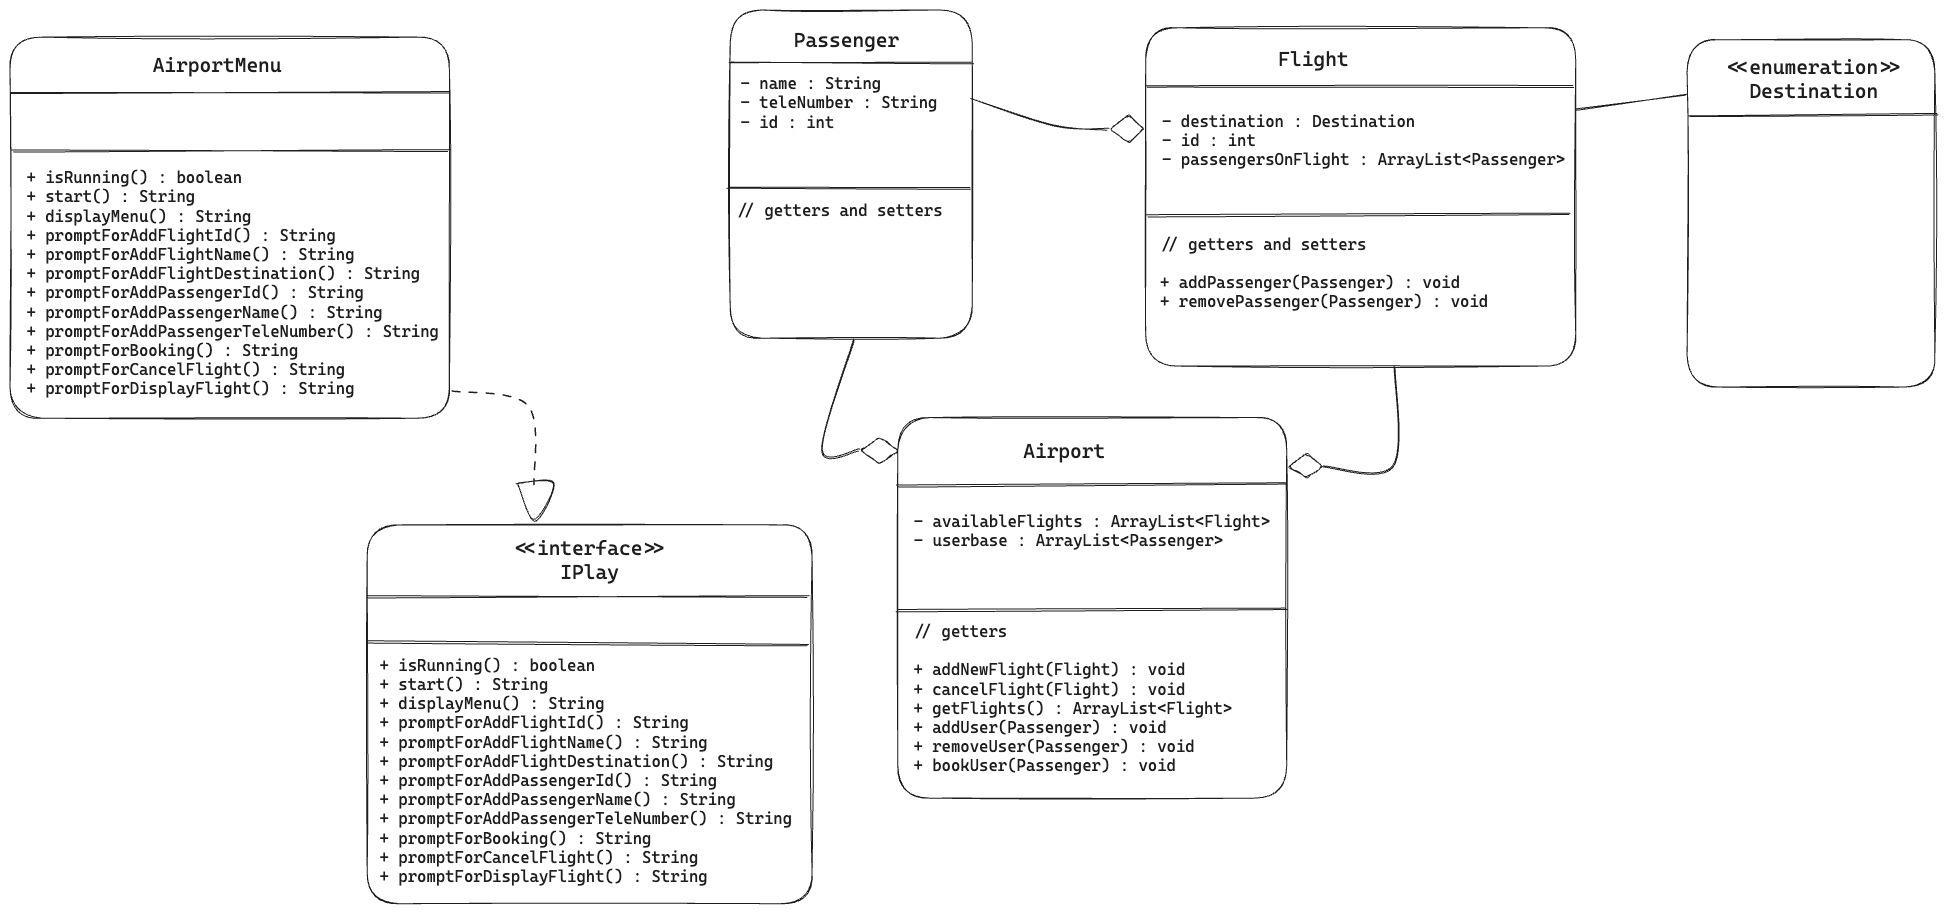 AirportMenu
+ isRunning() : boolean
+ start() : String
+ displayMenu() : String
+ promptForAddFlightId() : String
+ promptForAddFlightName() : String
+ promptForAddFlightDestination() : String
+ promptForAddPassengerId() : String
+ promptForAddPassengerName() : String
+ promptForAddPassengerTeleNumber() : String
+ promptForBooking() : String
+ promptForCancelFlight() : String
+ promptForDisplayFlight() : String
Passenger
- name : String
- teleNumber : String
- id : int
// getters and setters
Flight
- destination : Destination
- id : int
- passengersOnFlight : ArrayList<Passenger>
// getters and setters
+ addPassenger(Passenger) : void
+ removePassenger(Passenger) : void
<<enumeration>>
Destination
<<interface>>
IPlay
+ isRunning() : boolean
+ start() : String
+ displayMenu() : String
+ promptForAddFlightId() : String
+ promptForAddFlightName() : String
+ promptForAddFlightDestination() : String
+ promptForAddPassengerId() : String
+ promptForAddPassengerName() : String
+ promptForAddPassengerTeleNumber() : String
+ promptForBooking() : String
+ promptForCancelFlight() : String
+ promptForDisplayFlight() : String
Airport
- availableFlights : ArrayList<Flight>
- userbase : ArrayList<Passenger>
// getters
+ addNewFlight(Flight) : void
+ cancelFlight(Flight) : void
+ getFlights() : ArrayList<Flight>
+ addUser(Passenger) : void
+ removeUser(Passenger) : void
+ bookUser(Passenger) : void